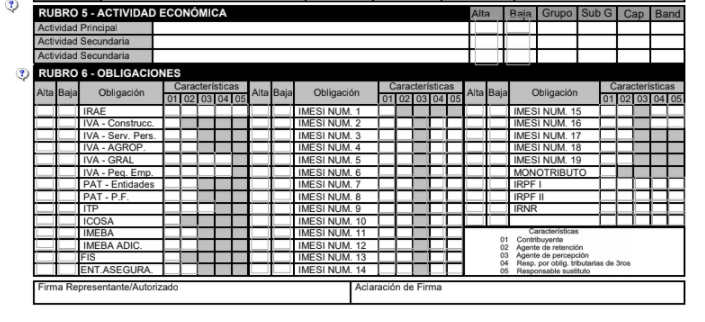 RUBRO 5 - ACTIVIDAD ECONÓMICA Alta Baja Grupo Sub G Cap Band
Actividad Principal
Actividad Secundaria
Actividad Secundaria
RUBRO 6 - OBLIGACIONES
Alta Baja Obligación Características Alta Baja Obligación Características Alta Baja Obligación Características
01 02 03 04 05 01 02 03 04 05 01 02 03 04 05
IRAE IMESI NUM. 1 IMESI NUM. 15
IVA - Construcc. IMESI NUM. 2 IMESI NUM. 16
IVA - Serv. Pers. IMESI NUM. 3 IMESI NUM. 17
IVA - AGROP. IMESI NUM. 4 IMESI NUM. 18
IVA - GRAL IMESI NUM. 5 IMESI NUM. 19
IVA - Peq. Emp. IMESI NUM. 6 MONOTRIBUTO
PAT - Entidades IMESI NUM. 7 IRPF I
PAT - P.F. IMESI NUM. 8 IRPF II
ITP IMESI NUM. 9 IRNR
ICOSA IMESI NUM. 10
IMEBA IMESI NUM. 11
IMEBA ADIC. IMESI NUM. 12
FIS IMESI NUM. 13
ENT.ASEGURA. IMESI NUM. 14
Características
01 Contribuyente
02 Agente de retención
03 Agente de percepción
04 Resp. por oblig. tributarias de 3ros
05 Responsable sustituto
Firma Representante/Autorizado Aclaración de Firma